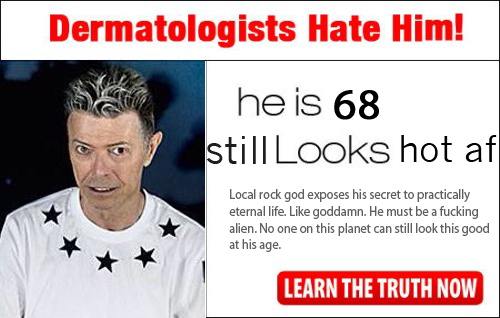 Dermatologists Hate Him!
he is 68
still Looks hot af
Local rock god exposes his secret to practically
eternal life. Like goddamn. He must be a fucking
alien. No one on this planet can still look this good
at his age.
LEARN THE TRUTH NOW